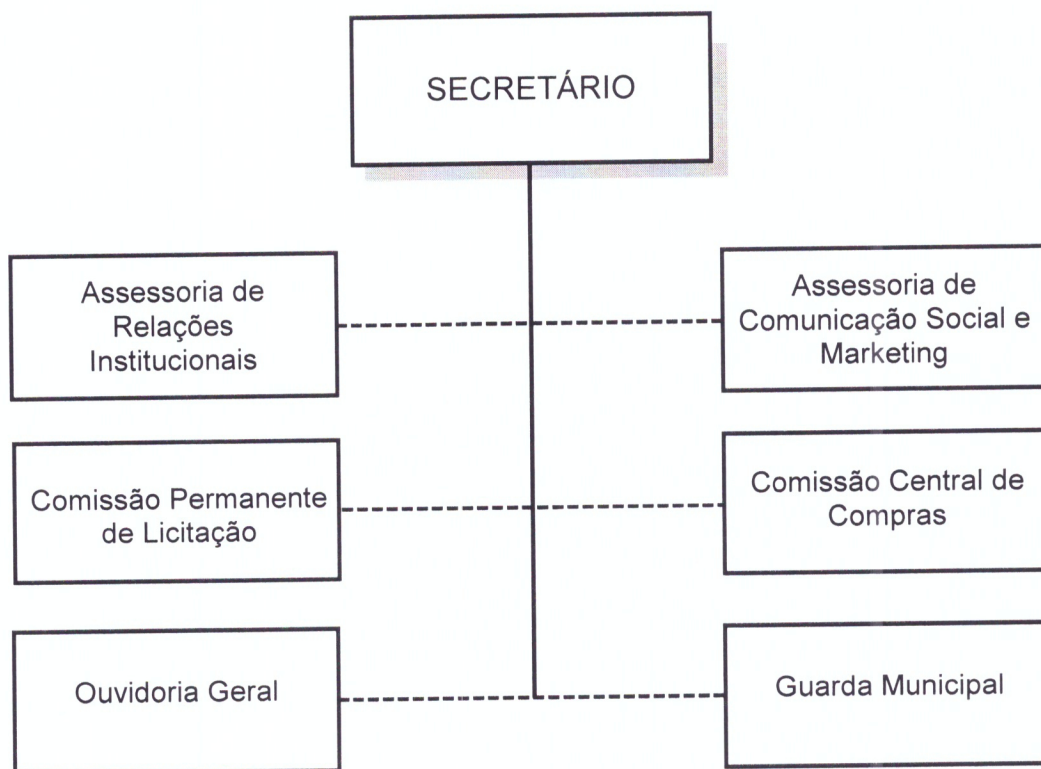 SECRETÁRIO
Assessoria de
Relações
Institucionais
Assessoria de
Comunicação Social e
Marketing
Comissão Permanente
de Licitação
Comissão Central de
Compras
Ouvidoria Geral
Guarda Municipal